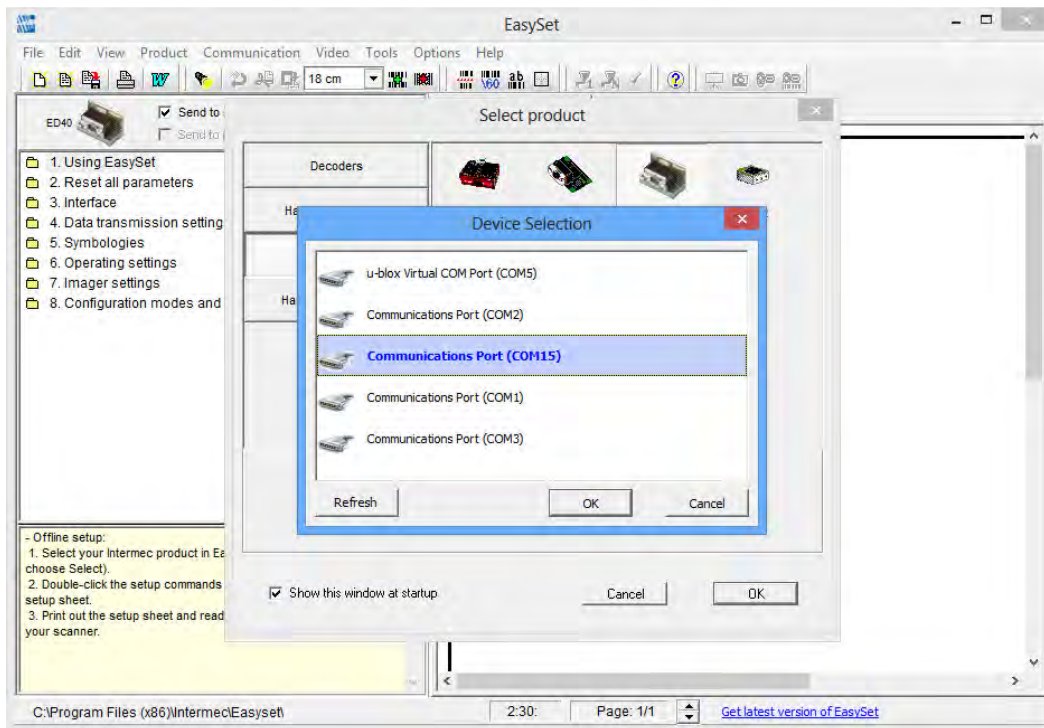 EasySet
File Edit View Product Communication Video Tools Options Help
18 cm
ED40
Send to
Send to
Select product
1. Using EasySet
2. Reset all parameters
3. Interface
4. Data transmission setting
5. Symbologies
6. Operating settings
7. Imager settings
8. Configuration modes and
Decoders
Ha
Ha
Device Selection
u-blox Virtual COM Port (COM5)
Communications Port (COM2)
Communications Port (COM15)
Communications Port (COM1)
Communications Port (COM3)
Refresh OK Cancel
- Offline setup:
1. Select your Intermec product in Ea
choose Select).
2. Double-click the setup commands
setup sheet.
3. Print out the setup sheet and read
your scanner.
Show this window at startup Cancel OK
C:\Program Files (x86)\Intermec\Easyset\ 2:30: Page: 1/1 Get latest version of EasySet